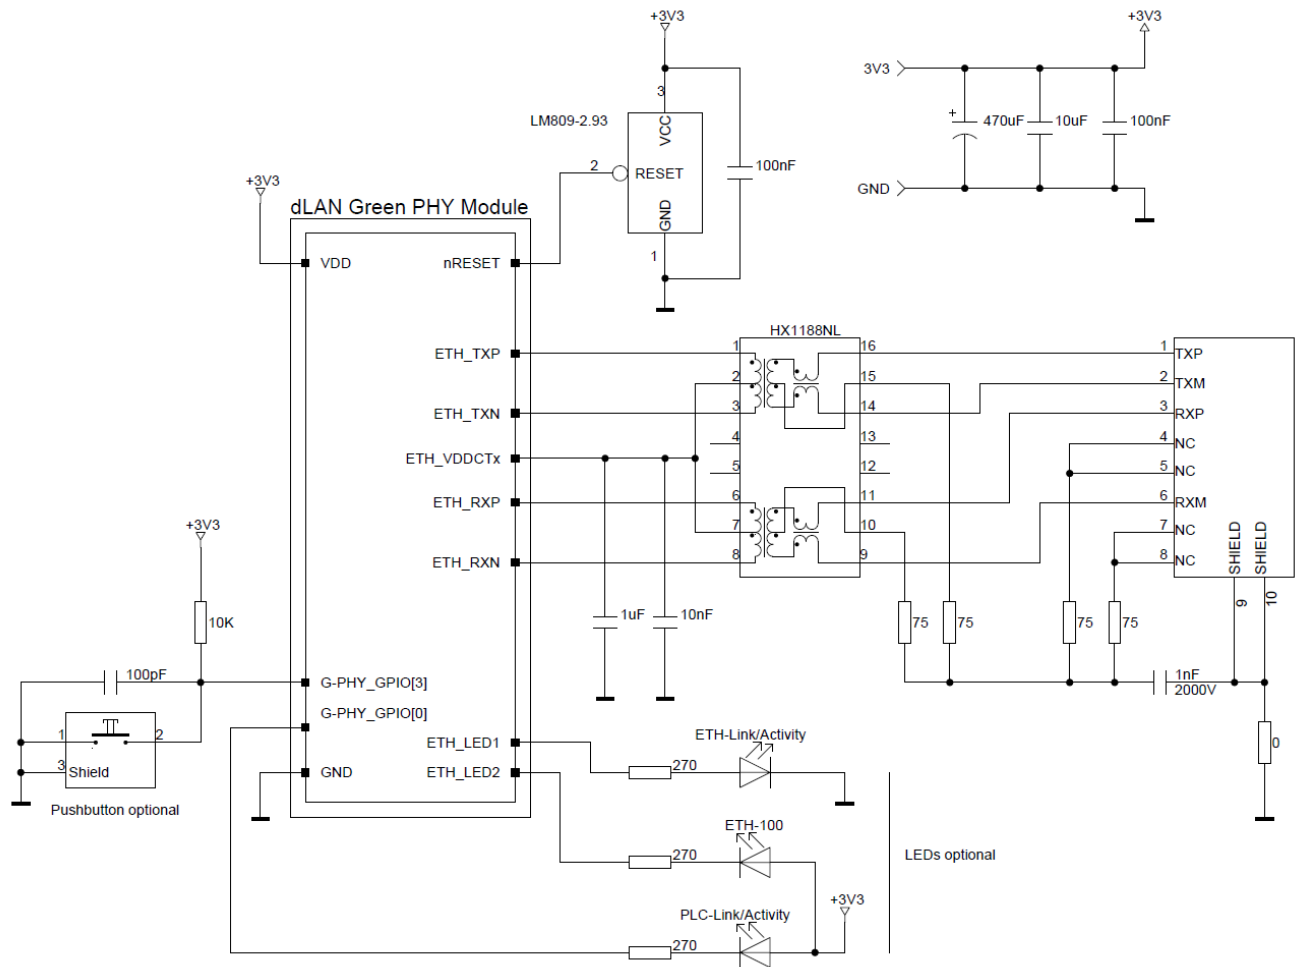 +3V3
+3V3
3
3V3
LM809-2.93
VCC
+
470uF
10uF
100nF
2
RESET
100nF
+3V3
GND
GND
dLAN Green PHY Module
1
VDD
nRESET
HX1188NL
ETH_TXP
1
16
1
TXP
2
15
2
TXM
ETH_TXN
3
14
3
RXP
4
13
4
NC
ETH_VDDCTx
5
12
5
NC
ETH_RXP
6
11
6
RXM
+3V3
7
10
7
NC
ETH_RXN
8
9
8
NC
SHIELD
SHIELD
9
10
10K
1uF
10nF
75
75
75
75
100pF
G-PHY_GPIO[3]
1nF
2000V
G-PHY_GPIO[0]
1
2
ETH_LED1
ETH-Link/Activity
0
3
Shield
GND
ETH_LED2
270
Pushbutton optional
ETH-100
270
LEDs optional
+3V3
PLC-Link/Activity
270